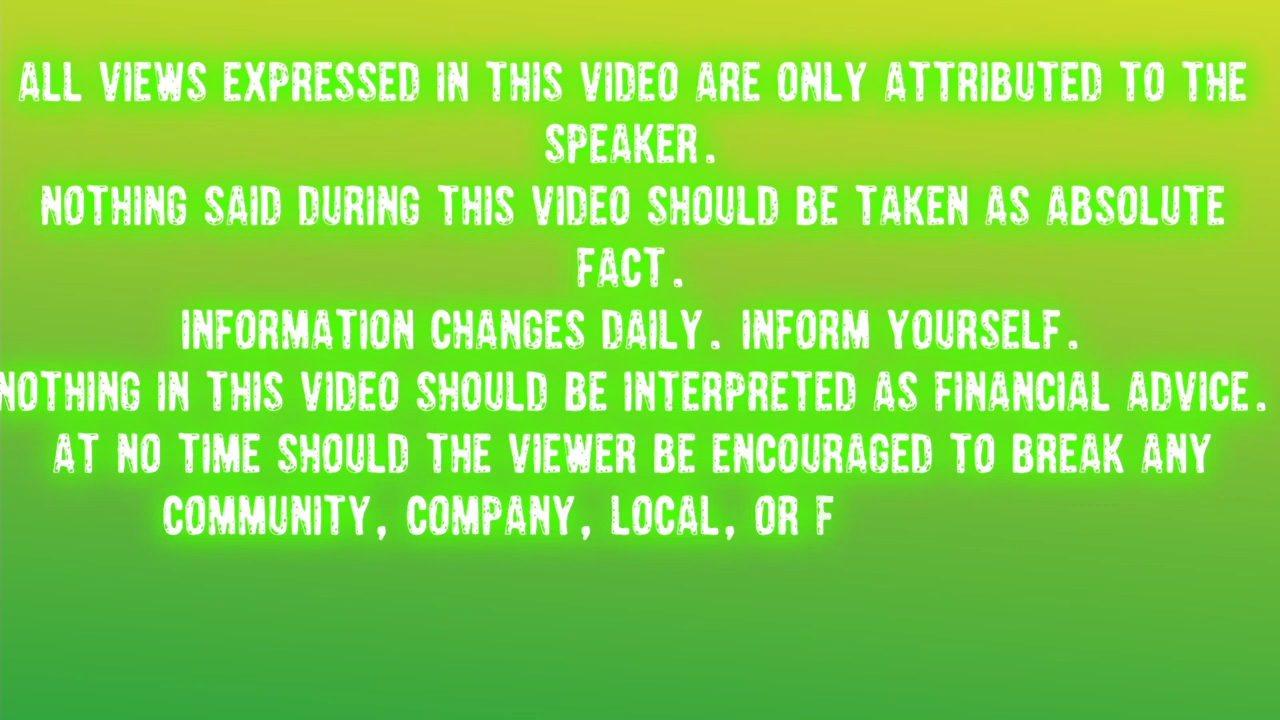 ALL VIEWS EXPRESSED IN THIS VIDEO ARE ONLY ATTRIBUTED TO THE
SPEAKER.
NOTHING SAID DURING THIS VIDEO SHOULD BE TAKEN AS ABSOLUTE
FACT.
INFORMATION CHANGES DAILY. INFORM YOURSELF.
NOTHING IN THIS VIDEO SHOULD BE INTERPRETED AS FINANCIAL ADVICE.
AT NO TIME SHOULD THE VIEWER BE ENCOURAGED TO BREAK ANY
COMMUNITY, COMPANY, LOCAL, OR F